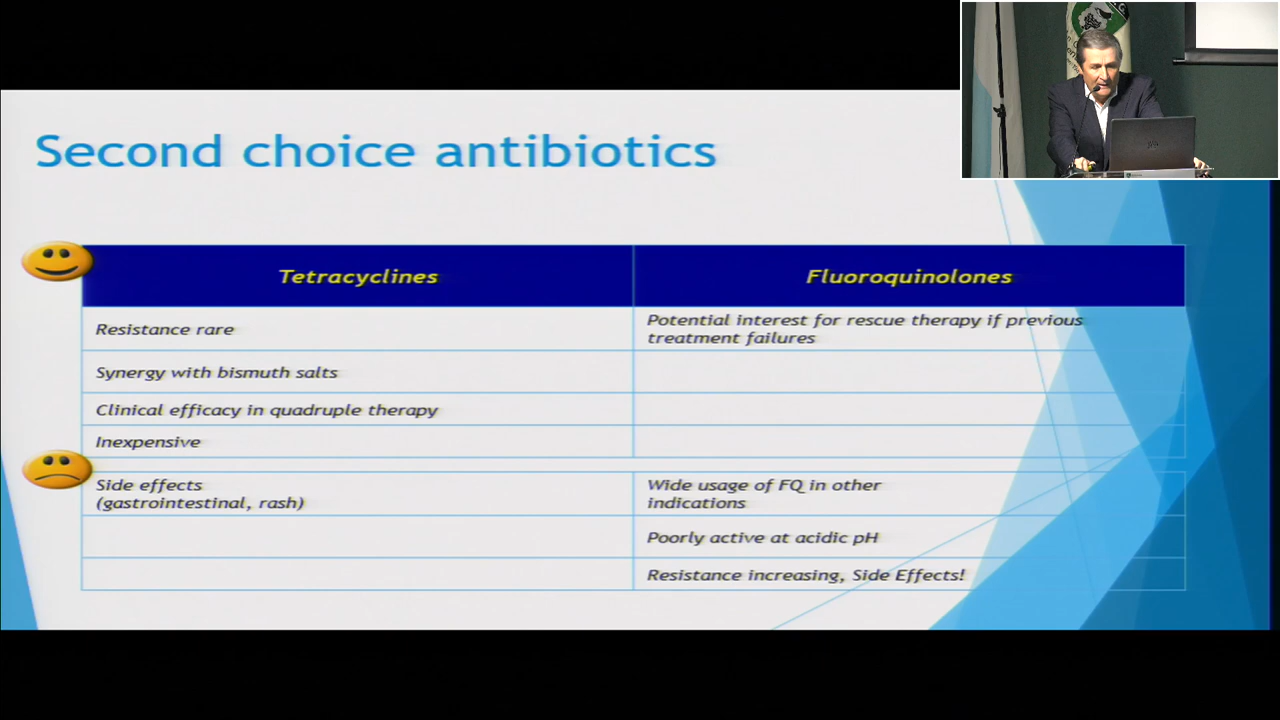 Second choice antibiotics
Tetracyclines
Fluoroquinolones
Resistance rare
Potential interest for rescue therapy if previous
treatment failures
Synergy with bismuth salts
Clinical efficacy in quadruple therapy
Inexpensive
Side effects
(gastrointestinal, rash)
Wide usage of FQ in other
indications
Poorly active at acidic pH
Resistance increasing, Side Effects!